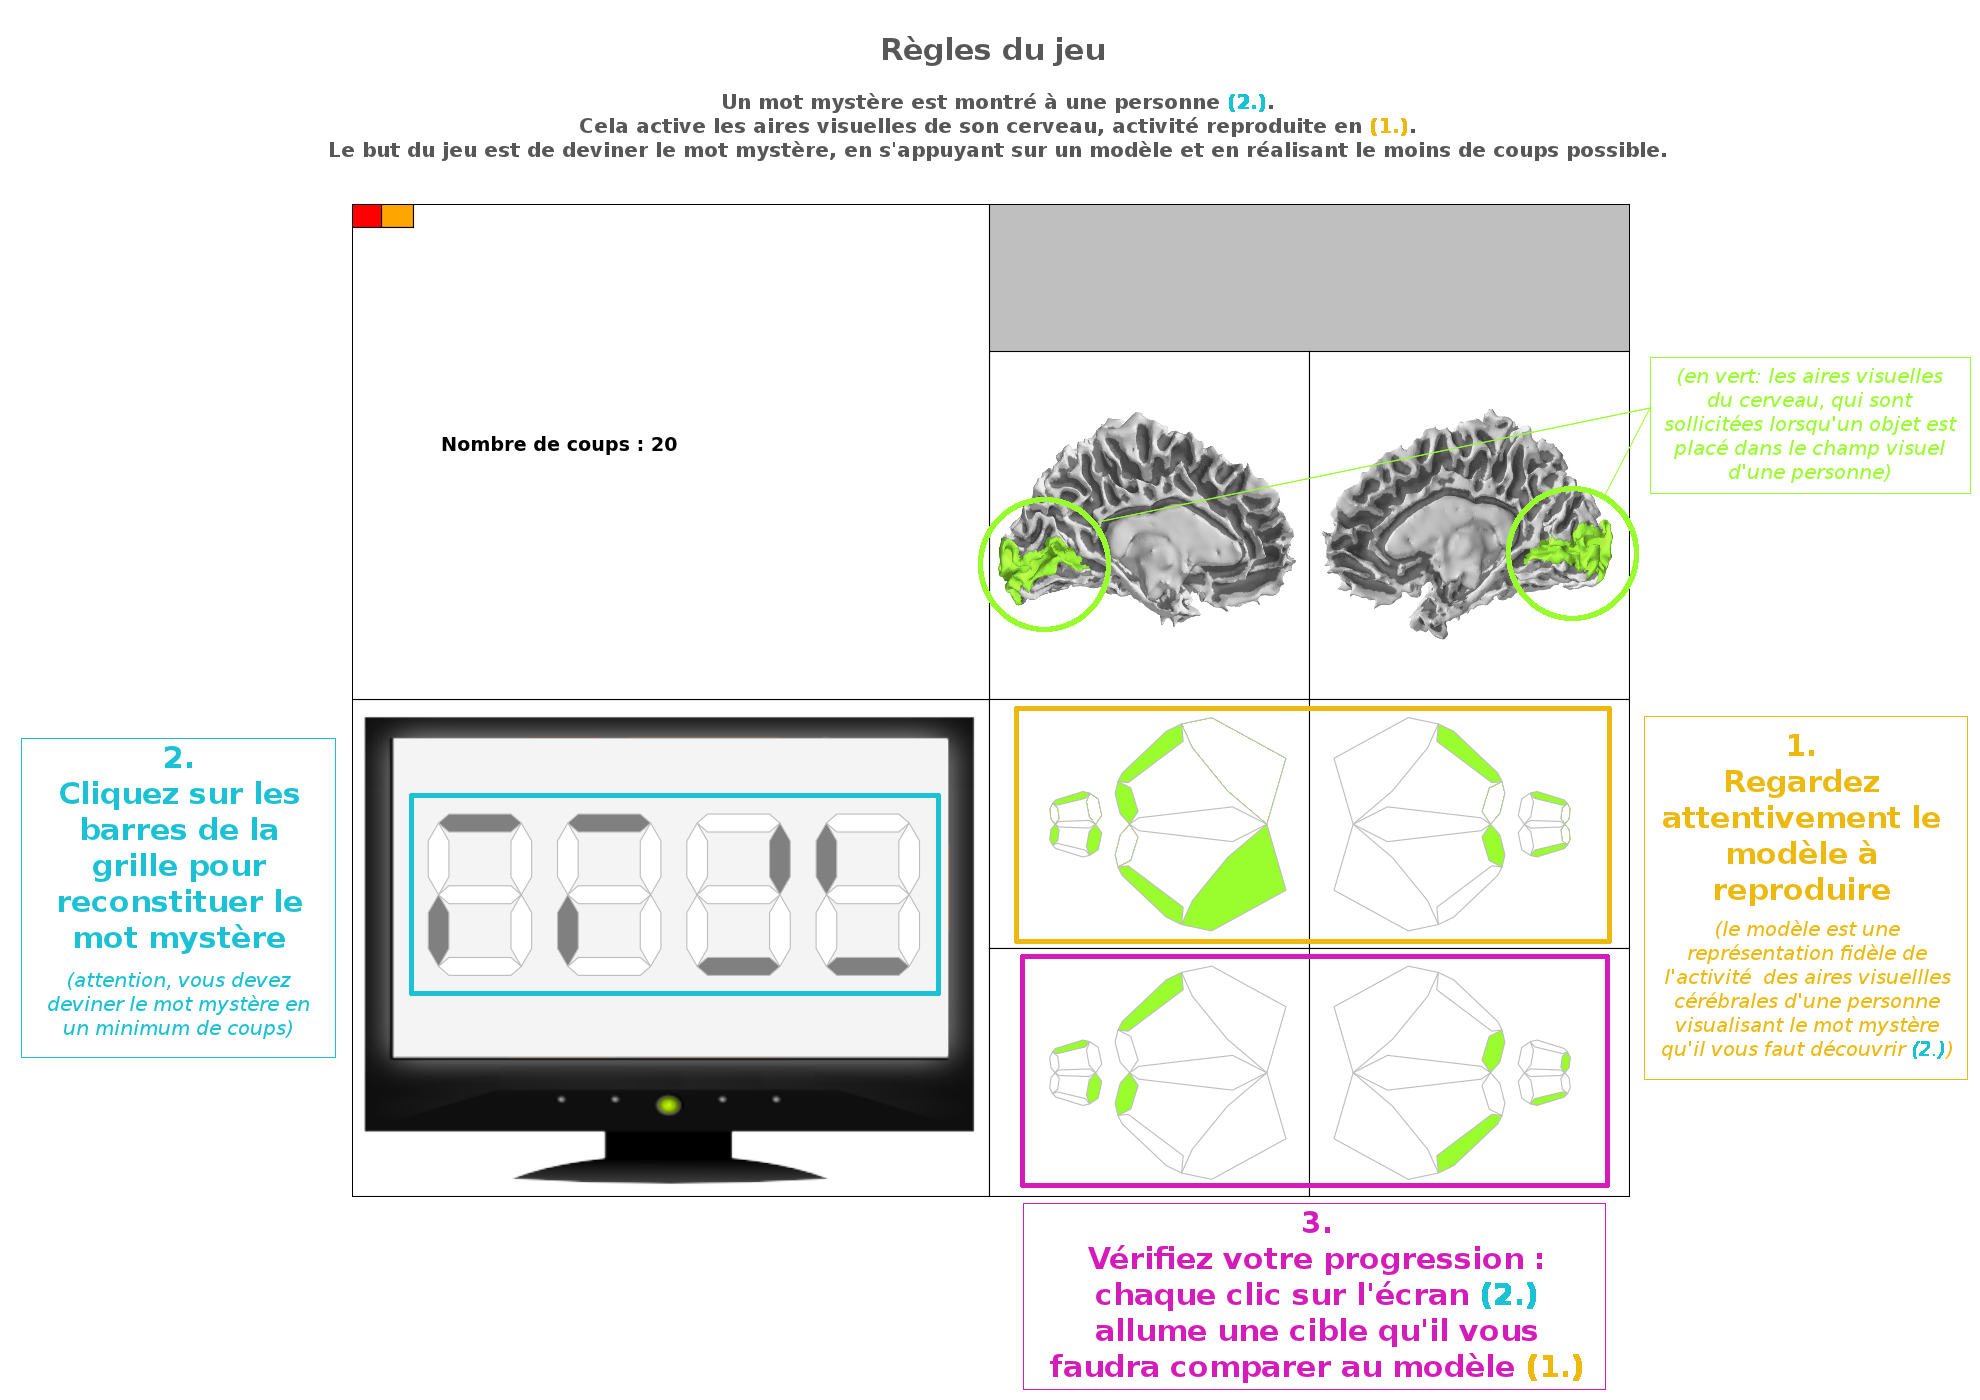 Règles du jeu
Un mot mystère est montré à une personne (2.).
Cela active les aires visuelles de son cerveau, activité reproduite en (1.).
Le but du jeu est de deviner le mot mystère, en s'appuyant sur un modèle et en réalisant le moins de coups possible.
Nombre de coups : 20
(en vert: les aires visuelles
du cerveau, qui sont
sollicitées lorsqu'un objet est
placé dans le champ visuel
d'une personne)
1.
Regardez
attentivement le
modèle à
reproduire
(le modèle est une
représentation fidèle de
l'activité  des aires visuellles
cérébrales d'une personne
visualisant le mot mystère
qu'il vous faut découvrir (2.))
2.
Cliquez sur les
barres de la
grille pour
reconstituer le
mot mystère
(attention, vous devez
deviner le mot mystère en
un minimum de coups)
3.
Vérifiez votre progression :
chaque clic sur l'écran (2.)
allume une cible qu'il vous
faudra comparer au modèle (1.)